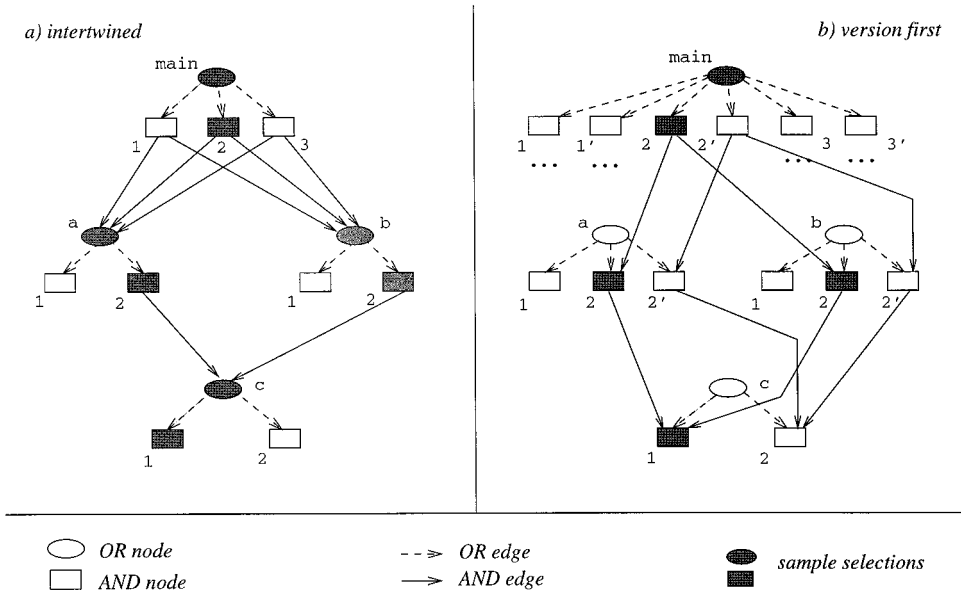 a) intertwined
b) version first
main
1 2 3
a b
1 2 1 2
c
1 2
main
1 1' 2 2' 3 3'
... ... ... ...
a b
1 2 2' 1 2 2'
c
1 2
OR node OR edge
AND node AND edge
sample selections